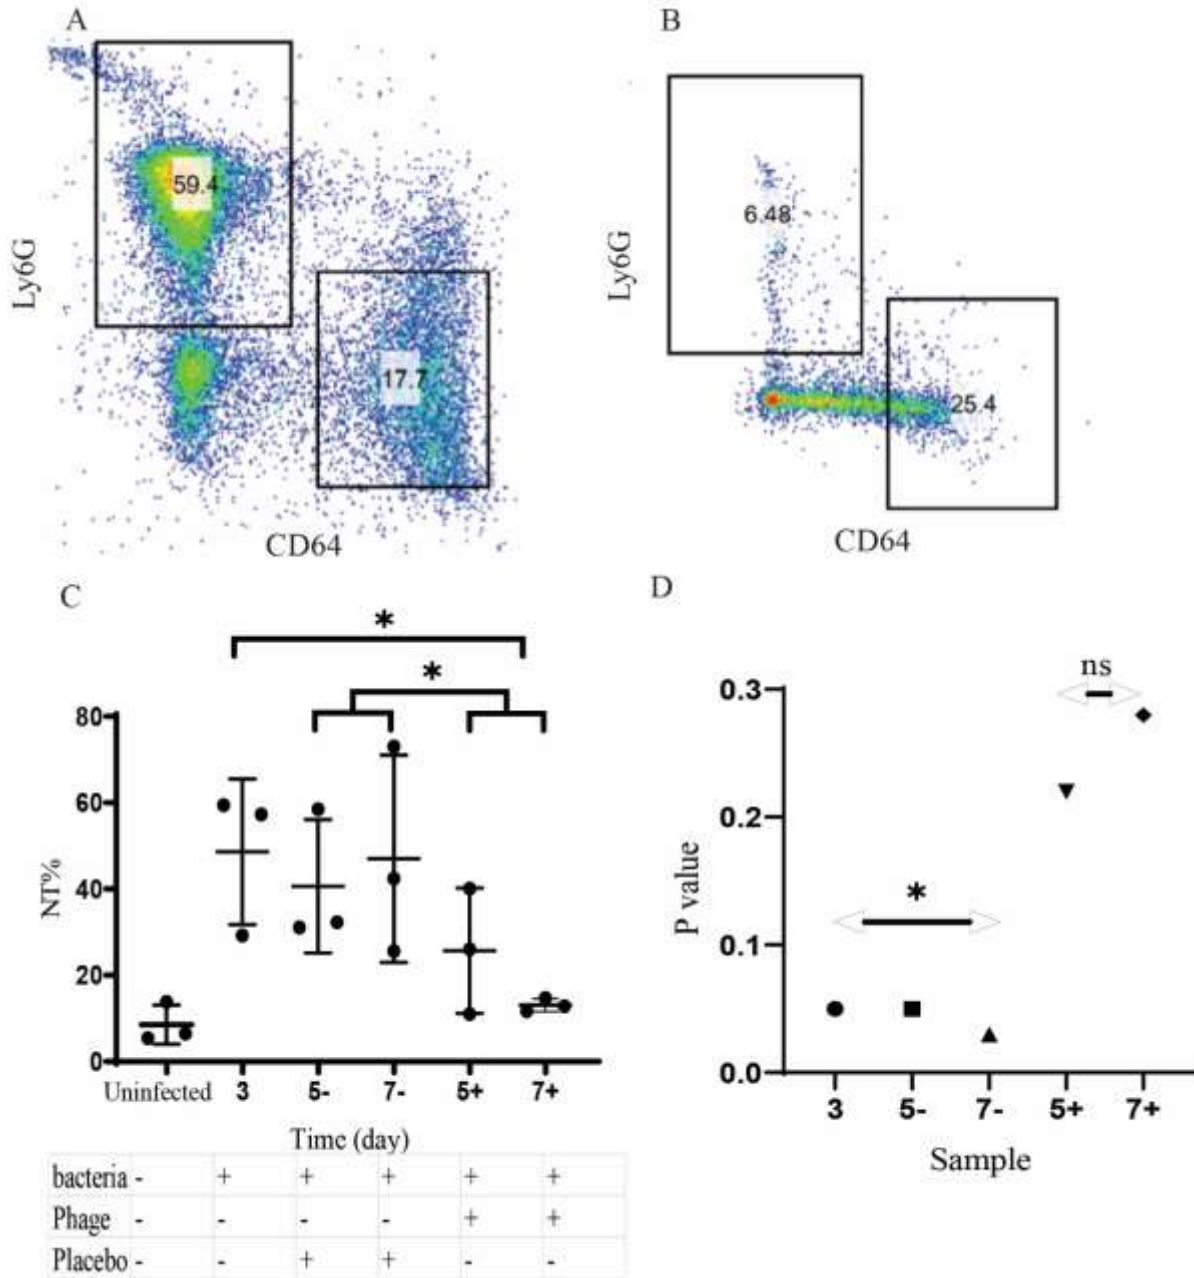 A
Ly6G
59.4
17.7
CD64
B
Ly6G
6.48
25.4
CD64
C
*
*
NT%
80
60
40
20
0
Uninfected 3 5- 7- 5+ 7+
Time (day)
bacteria - + + + + +
Phage - - - - + +
Placebo - - + + - -
D
ns
*
P value
0.3
0.2
0.1
0.0
3 5- 7- 5+ 7+
Sample